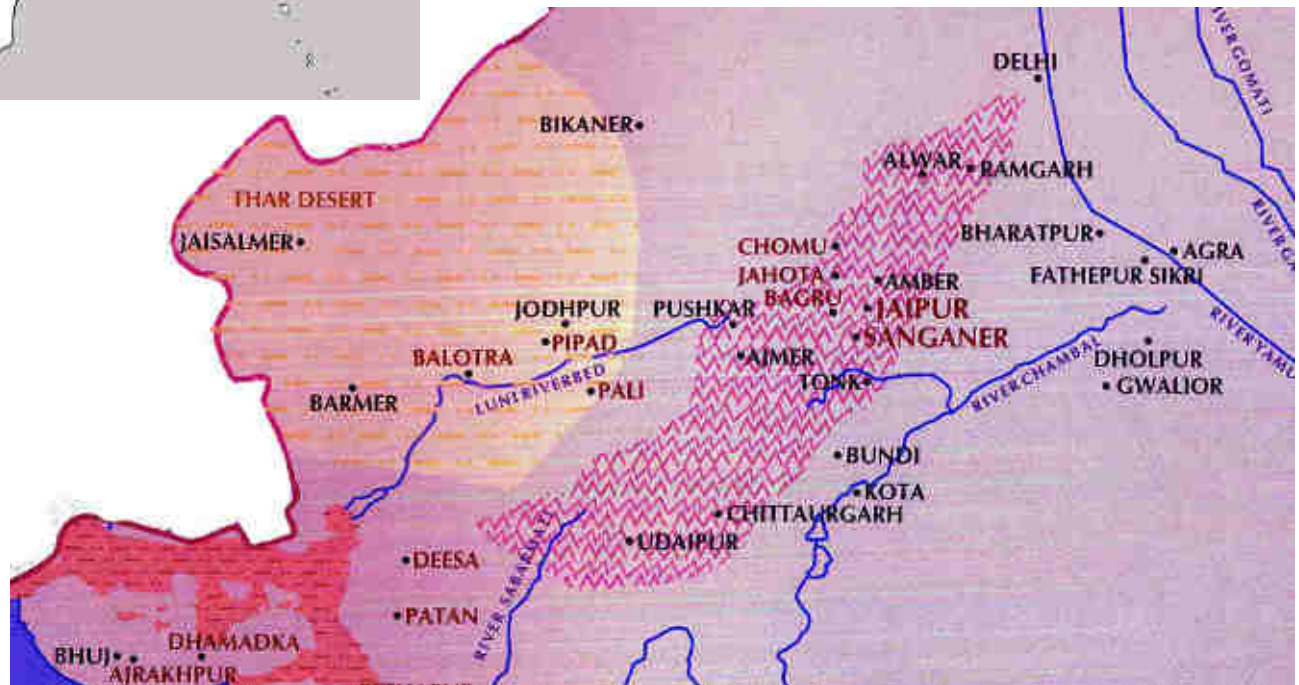 RIVER GOMATI
DELHI
BIKANER
ALWAR
RAMGARH
THAR DESERT
JAISALMER
CHOMU
BHARATPUR
AGRA
JAHOTA
AMBER
FATHEPUR SIKRI
BAGRU
JAIPUR
JODHPUR
PUSHKAR
PIPAD
SANGANER
BALOTRA
AJMER
DHOLPUR
TONK
GWALIOR
BARMER
LUNI RIVERBED
PALI
RIVER CHAMBAL
BUNDI
KOTA
CHITTAURGARH
UDAIPUR
RIVER SABARMATI
DEESA
PATAN
DHAMADKA
BHUJ
AJRAKHPUR